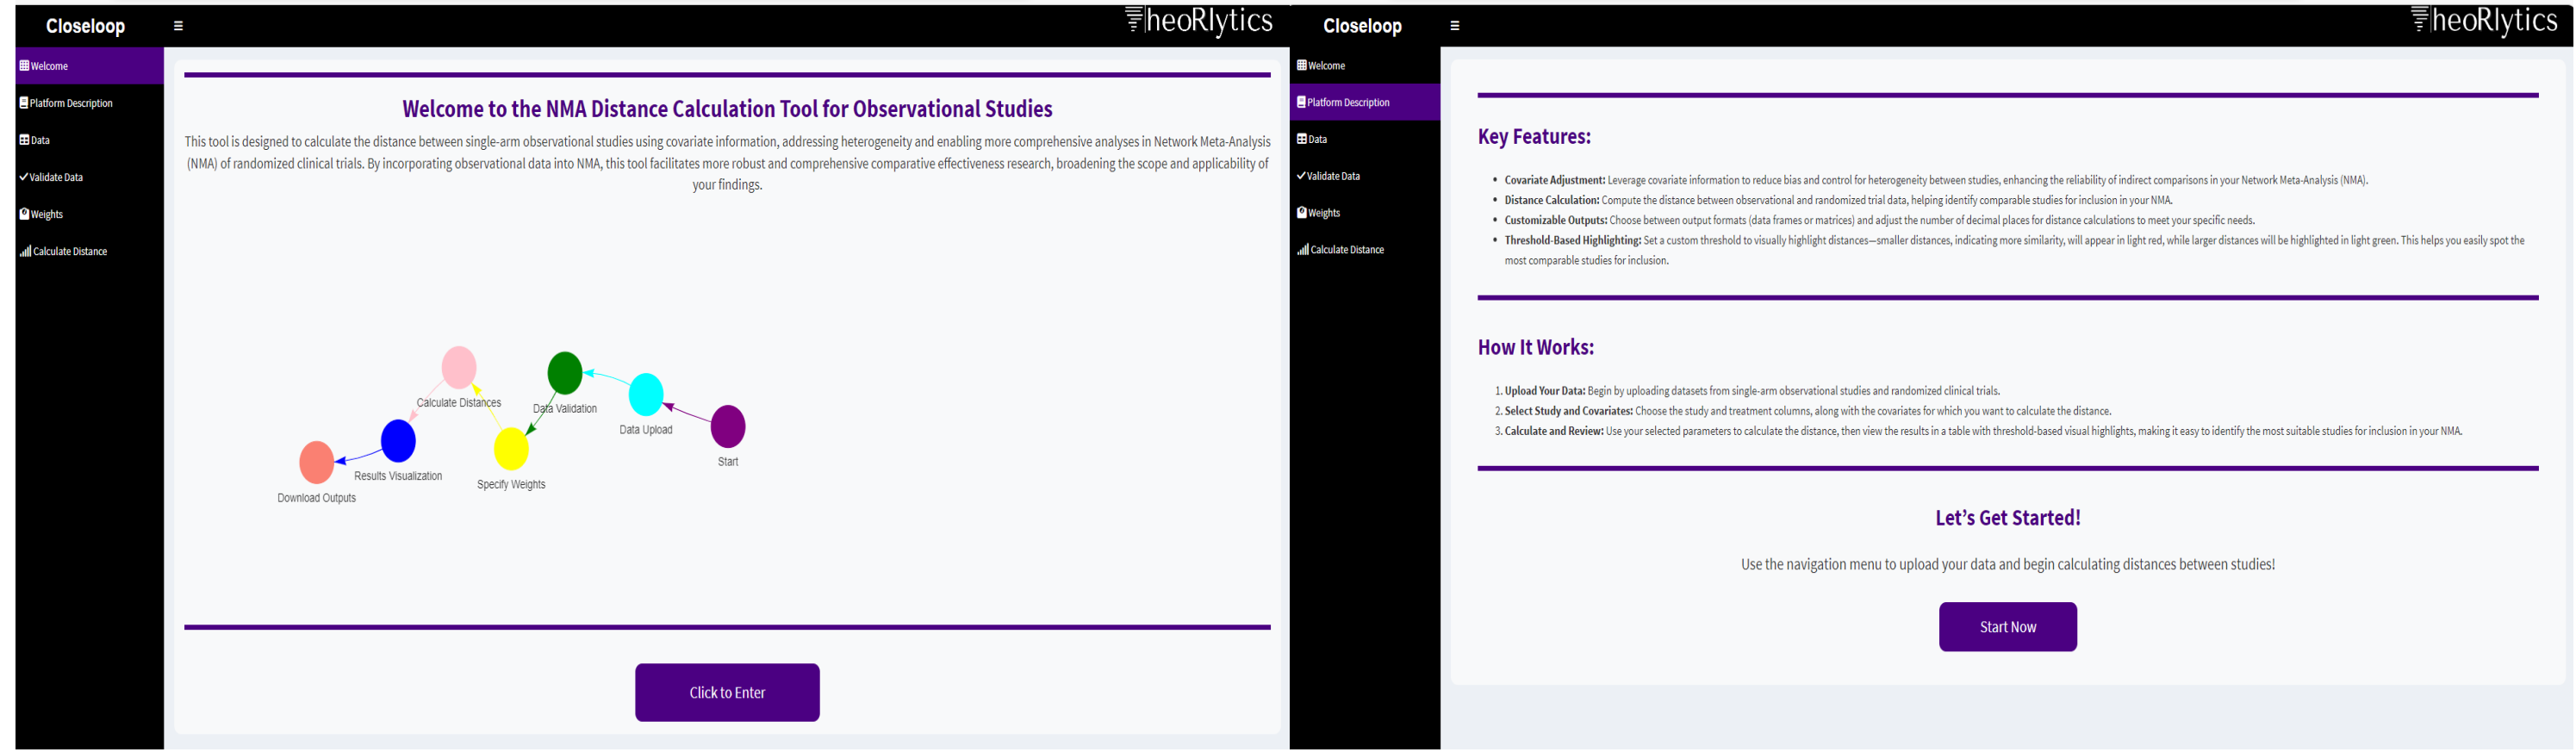 Closeloop
☰
heoRlytics
Welcome
Platform Description
Data
Validate Data
Weights
Calculate Distance
Welcome to the NMA Distance Calculation Tool for Observational Studies
This tool is designed to calculate the distance between single-arm observational studies using covariate information, addressing heterogeneity and enabling more comprehensive analyses in Network Meta-Analysis
(NMA) of randomized clinical trials. By incorporating observational data into NMA, this tool facilitates more robust and comprehensive comparative effectiveness research, broadening the scope and applicability of
your findings.
Calculate Distances
Data Validation
Data Upload
Start
Results Visualization
Specify Weights
Download Outputs
Click to Enter
Closeloop
☰
heoRlytics
Welcome
Platform Description
Data
Validate Data
Weights
Calculate Distance
Key Features:
• Covariate Adjustment: Leverage covariate information to reduce bias and control for heterogeneity between studies, enhancing the reliability of indirect comparisons in your Network Meta-Analysis (NMA).
• Distance Calculation: Compute the distance between observational and randomized trial data, helping identify comparable studies for inclusion in your NMA.
• Customizable Outputs: Choose between output formats (data frames or matrices) and adjust the number of decimal places for distance calculations to meet your specific needs.
• Threshold-Based Highlighting: Set a custom threshold to visually highlight distances—smaller distances, indicating more similarity, will appear in light red, while larger distances will be highlighted in light green. This helps you easily spot the
most comparable studies for inclusion.
How It Works:
1. Upload Your Data: Begin by uploading datasets from single-arm observational studies and randomized clinical trials.
2. Select Study and Covariates: Choose the study and treatment columns, along with the covariates for which you want to calculate the distance.
3. Calculate and Review: Use your selected parameters to calculate the distance, then view the results in a table with threshold-based visual highlights, making it easy to identify the most suitable studies for inclusion in your NMA.
Let's Get Started!
Use the navigation menu to upload your data and begin calculating distances between studies!
Start Now